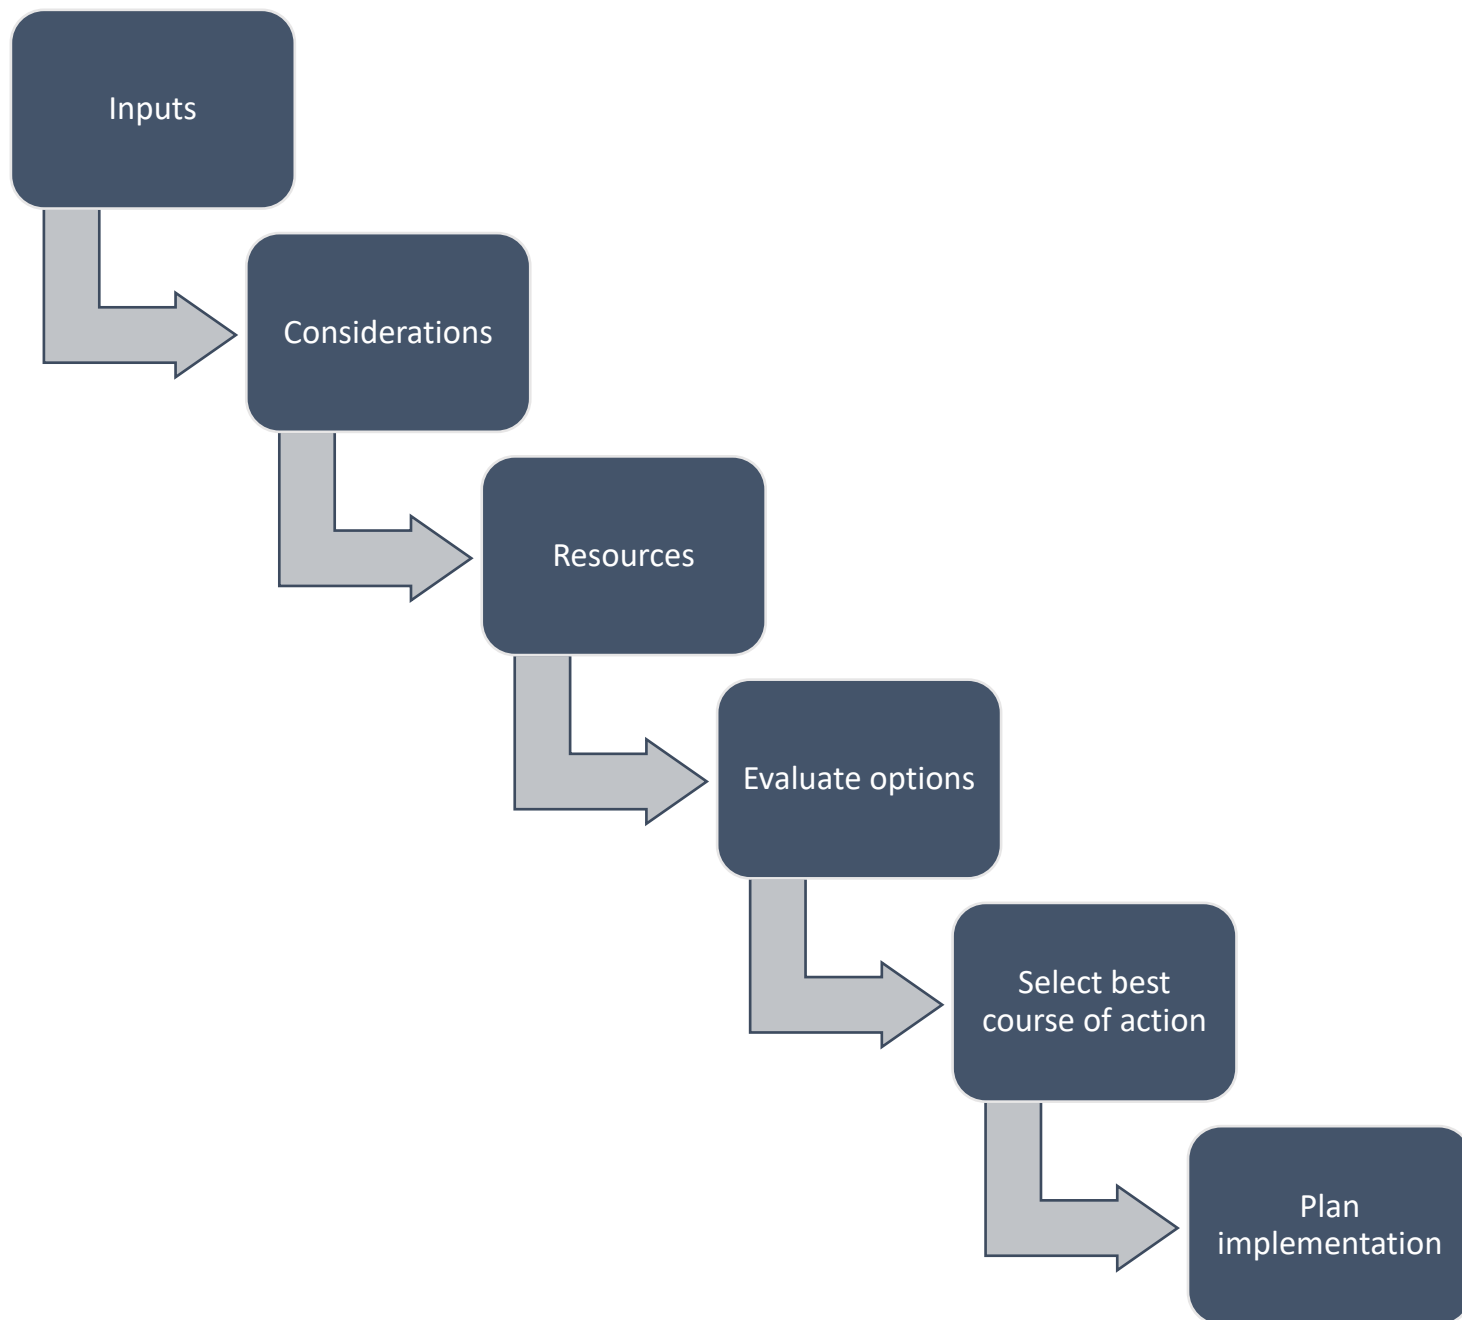 Inputs
Considerations
Resources
Evaluate options
Select best
course of action
Plan
implementation